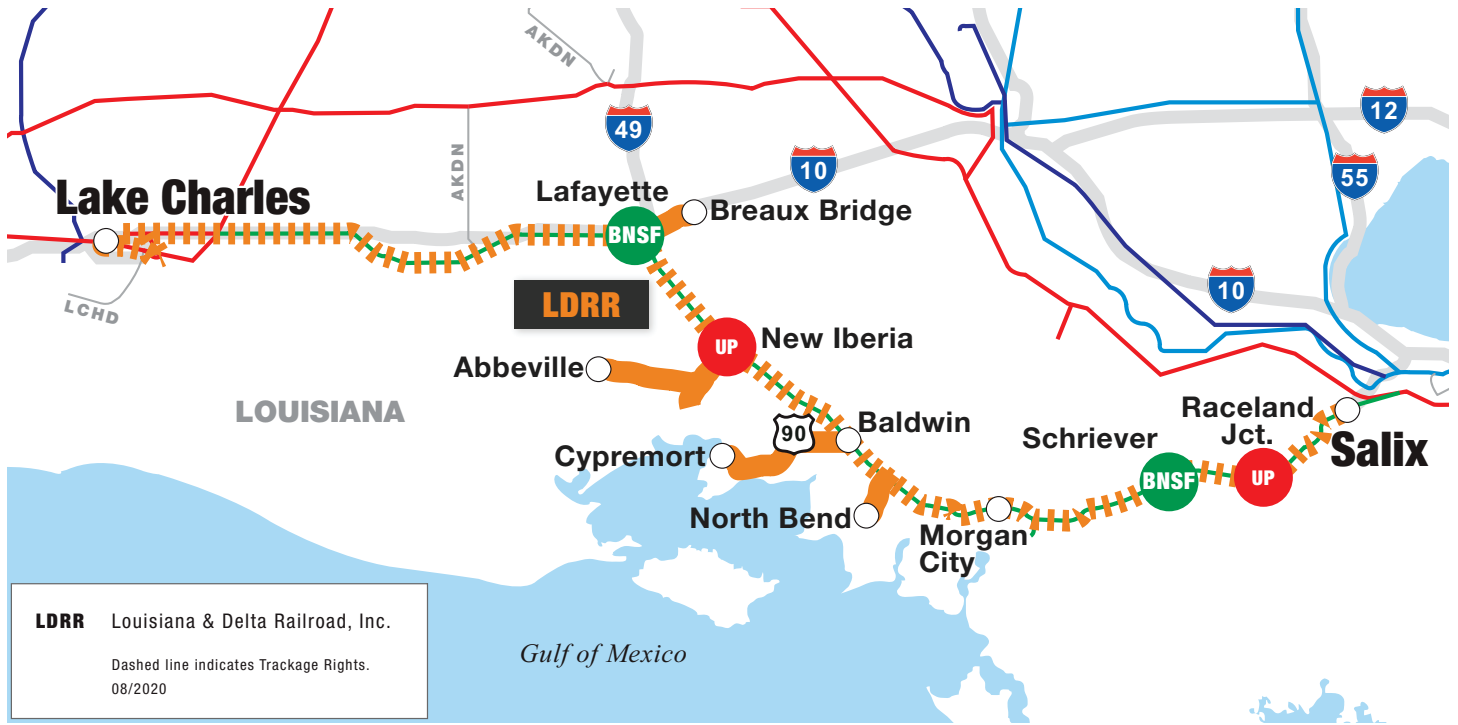 AKDN
49
12
10
55
AKDN
Lake Charles
Lafayette
Breaux Bridge
BNSF
LCHD
LDRR
10
UP
New Iberia
Abbeville
LOUISIANA
90
Baldwin
Raceland
Jct.
Schriever
Salix
Cypremort
BNSF
UP
North Bend
Morgan
City
LDRR Louisiana & Delta Railroad, Inc.
Dashed line indicates Trackage Rights.
08/2020
Gulf of Mexico